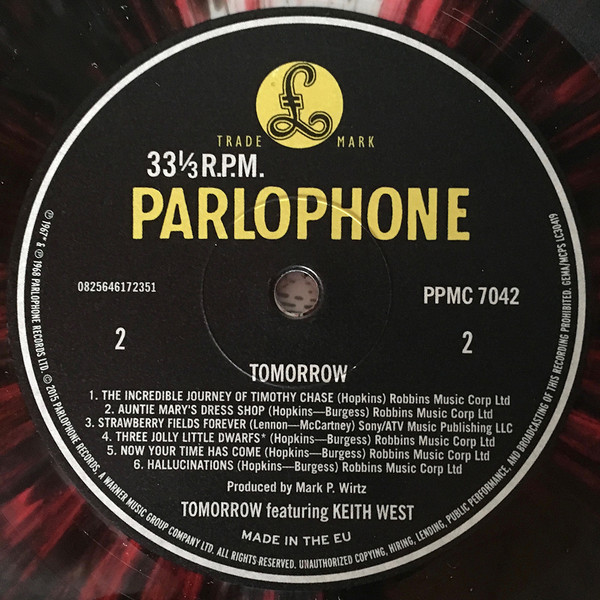 £
TRADE MARK
33⅓ R.P.M.
PARLOPHONE
0825646172351
PPMC 7042
2
2
TOMORROW
1. THE INCREDIBLE JOURNEY OF TIMOTHY CHASE (Hopkins) Robbins Music Corp Ltd
2. AUNTIE MARY'S DRESS SHOP (Hopkins—Burgess) Robbins Music Corp Ltd
3. STRAWBERRY FIELDS FOREVER (Lennon—McCartney) Sony/ATV Music Publishing LLC
4. THREE JOLLY LITTLE DWARFS* (Hopkins—Burgess) Robbins Music Corp Ltd
5. NOW YOUR TIME HAS COME (Hopkins—Burgess) Robbins Music Corp Ltd
6. HALLUCINATIONS (Hopkins—Burgess) Robbins Music Corp Ltd
Produced by Mark P. Wirtz
TOMORROW featuring KEITH WEST
MADE IN THE EU
℗ 1967* & ℗ 1968 PARLOPHONE RECORDS LTD. © 2015 PARLOPHONE RECORDS, A WARNER MUSIC GROUP COMPANY LTD. ALL RIGHTS RESERVED. UNAUTHORIZED COPYING, HIRING, LENDING, PUBLIC PERFORMANCE, AND BROADCASTING OF THIS RECORDING PROHIBITED. GEMA/MCPS LC30419